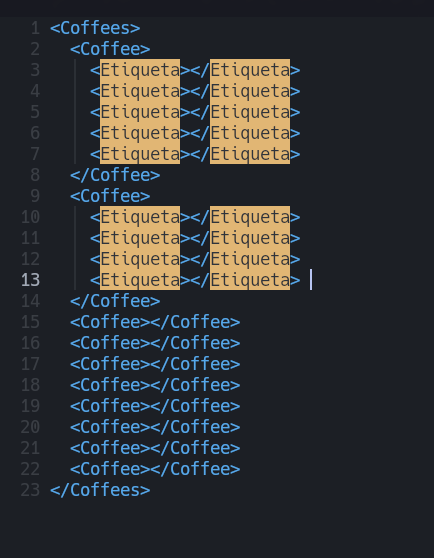 1 <Coffees>
2 <Coffee>
3 <Etiqueta></Etiqueta>
4 <Etiqueta></Etiqueta>
5 <Etiqueta></Etiqueta>
6 <Etiqueta></Etiqueta>
7 <Etiqueta></Etiqueta>
8 </Coffee>
9 <Coffee>
10 <Etiqueta></Etiqueta>
11 <Etiqueta></Etiqueta>
12 <Etiqueta></Etiqueta>
13 <Etiqueta></Etiqueta>
14 </Coffee>
15 <Coffee></Coffee>
16 <Coffee></Coffee>
17 <Coffee></Coffee>
18 <Coffee></Coffee>
19 <Coffee></Coffee>
20 <Coffee></Coffee>
21 <Coffee></Coffee>
22 <Coffee></Coffee>
23 </Coffees>